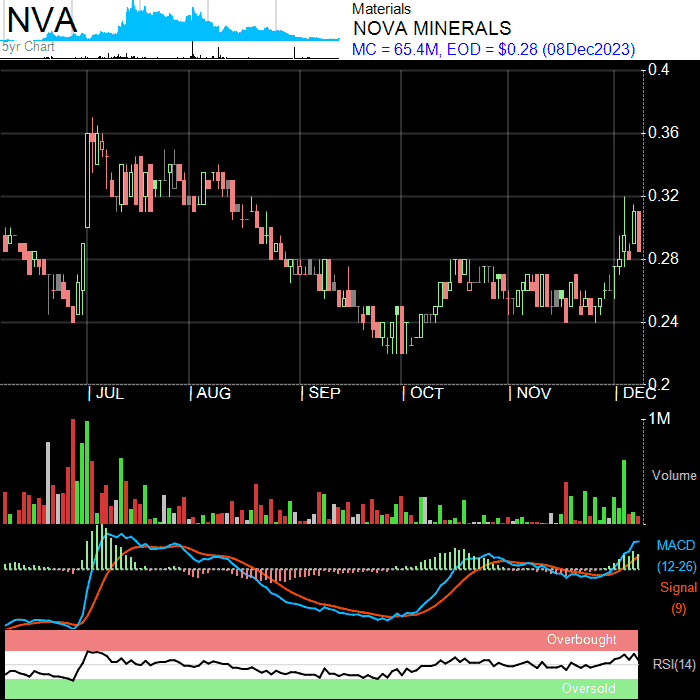 NVA
5yr Chart
Materials
NOVA MINERALS
MC = 65.4M, EOD = $0.28 (08Dec2023)
0.4
0.36
0.32
0.28
0.24
0.2
JUL AUG SEP OCT NOV DEC
1M
Volume
MACD
(12-26)
Signal
(9)
Overbought
RSI(14)
Oversold